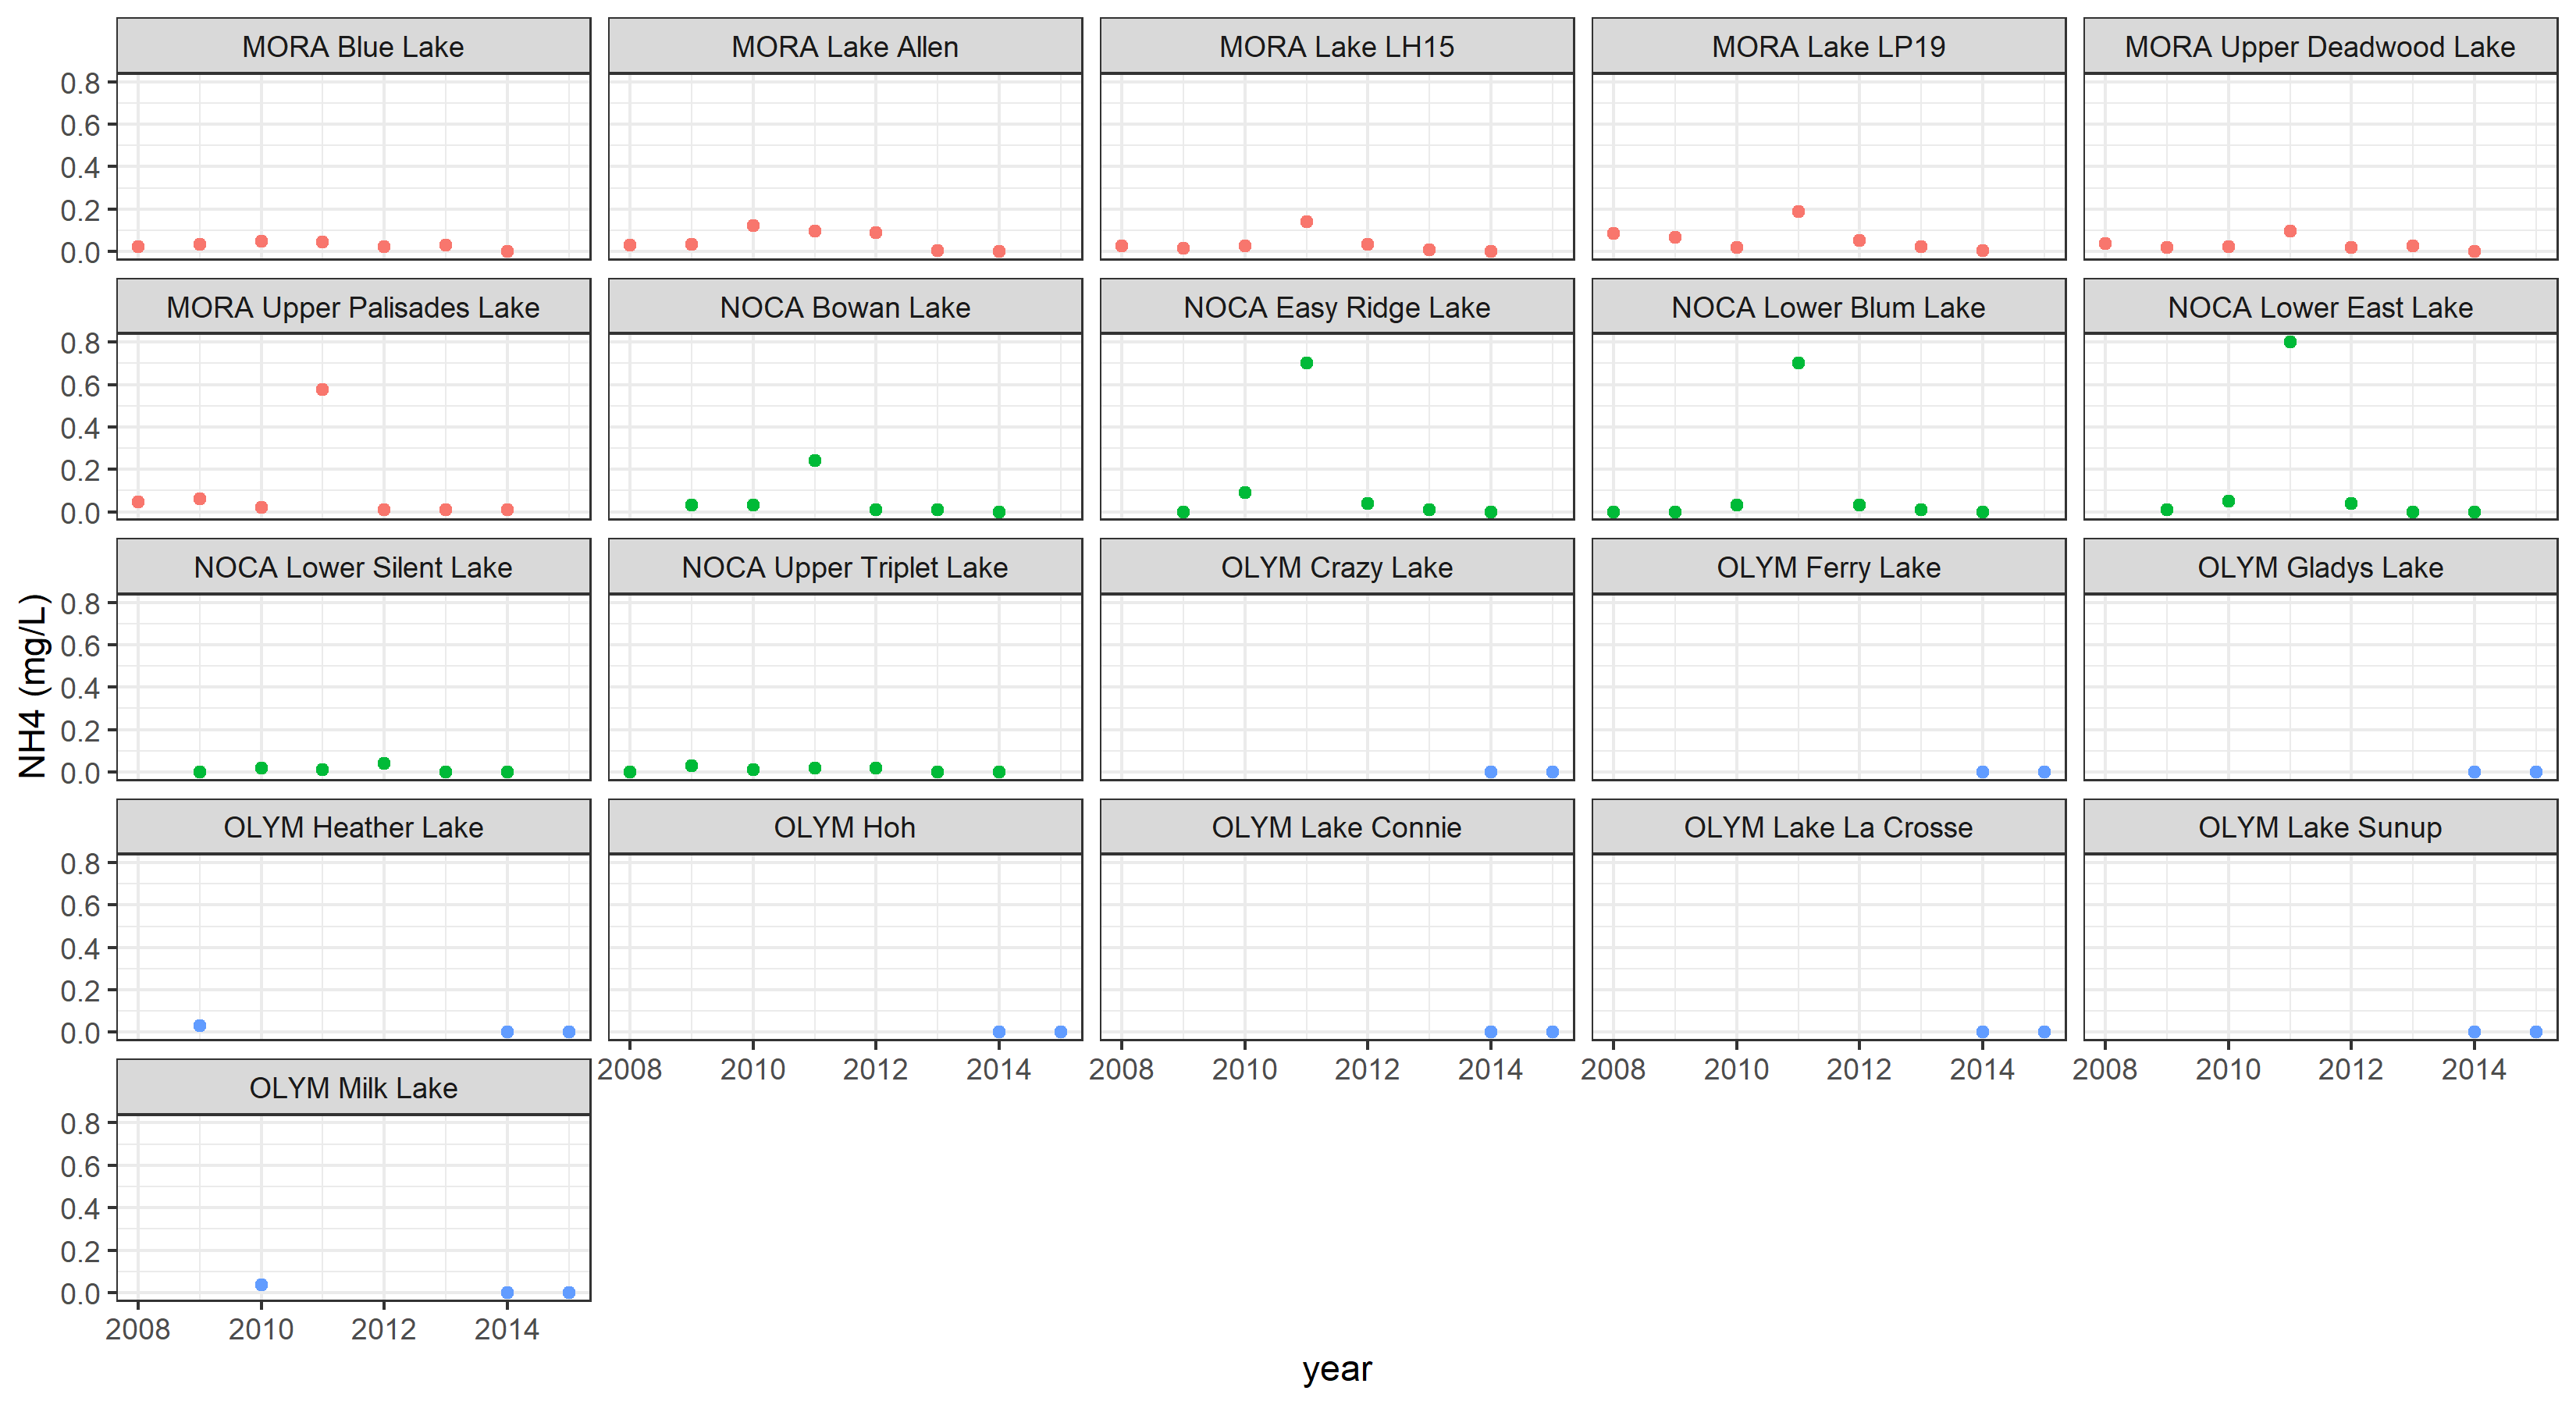 MORA Blue Lake MORA Lake Allen MORA Lake LH15 MORA Lake LP19 MORA Upper Deadwood Lake
0.8
0.6
0.4
0.2
0.0
MORA Upper Palisades Lake NOCA Bowan Lake NOCA Easy Ridge Lake NOCA Lower Blum Lake NOCA Lower East Lake
0.8
0.6
0.4
0.2
0.0
NOCA Lower Silent Lake NOCA Upper Triplet Lake OLYM Crazy Lake OLYM Ferry Lake OLYM Gladys Lake
0.8
0.6
0.4
0.2
0.0
NH4 (mg/L)
OLYM Heather Lake OLYM Hoh OLYM Lake Connie OLYM Lake La Crosse OLYM Lake Sunup
0.8
0.6
0.4
0.2
0.0
2008 2010 2012 2014 2008 2010 2012 2014 2008 2010 2012 2014 2008 2010 2012 2014
OLYM Milk Lake
0.8
0.6
0.4
0.2
0.0
2008 2010 2012 2014
year